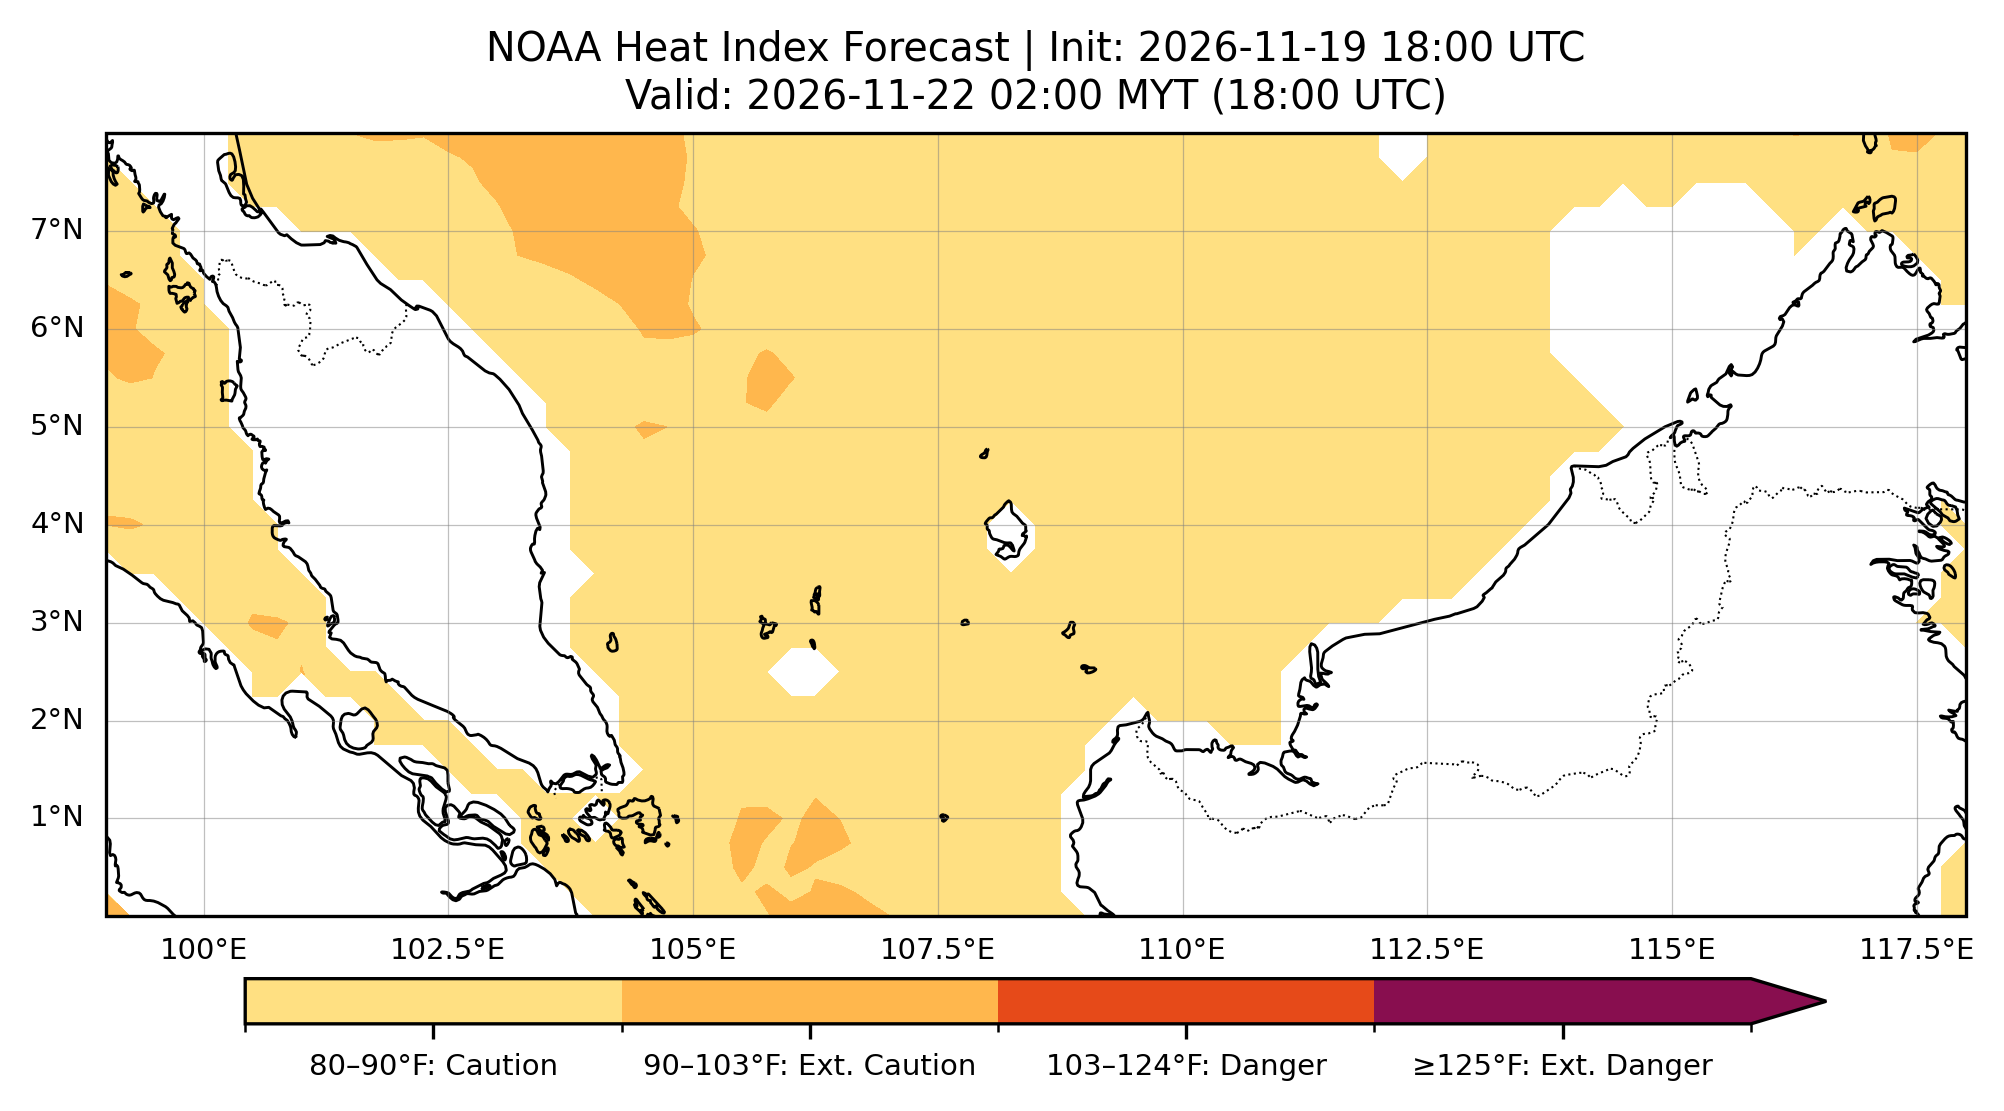 NOAA Heat Index Forecast | Init: 2026-11-19 18:00 UTC
Valid: 2026-11-22 02:00 MYT (18:00 UTC)
7°N
6°N
5°N
4°N
3°N
2°N
1°N
100°E 102.5°E 105°E 107.5°E 110°E 112.5°E 115°E 117.5°E
80–90°F: Caution 90–103°F: Ext. Caution 103–124°F: Danger ≥125°F: Ext. Danger